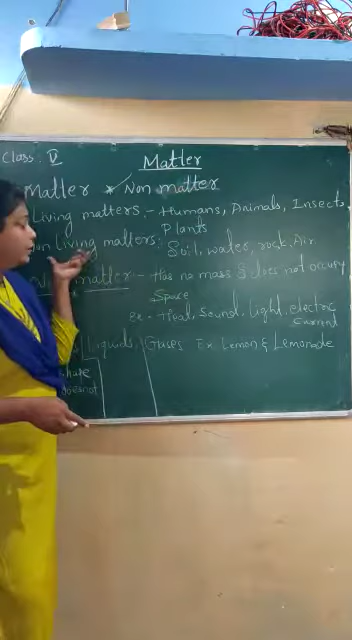 Class: V
Matter
Matter * Non matter
Living matters :- Humans, Animals, Insects
Plants
Living matters: Soil, water, rock, Air
matter - Has no mass & does not occupy
Space
ex - Heat, Sound, Light, electric
current
Liquids, Gases Ex Lemon & Lemonade